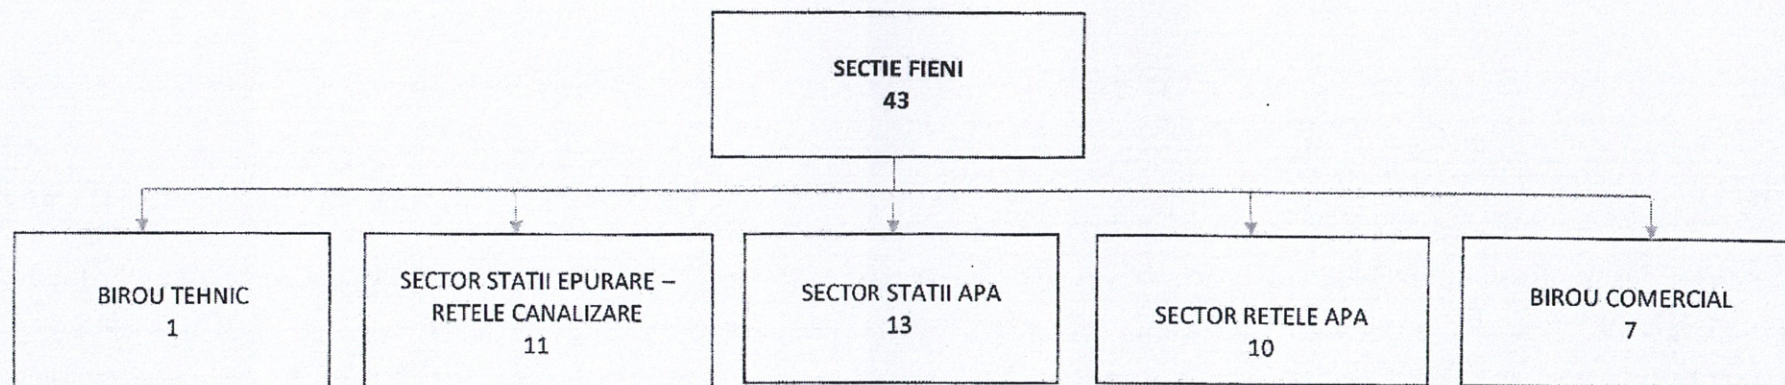 SECTIE FIENI
43
BIROU TEHNIC
1
SECTOR STATII EPURARE –
RETELE CANALIZARE
11
SECTOR STATII APA
13
SECTOR RETELE APA
10
BIROU COMERCIAL
7